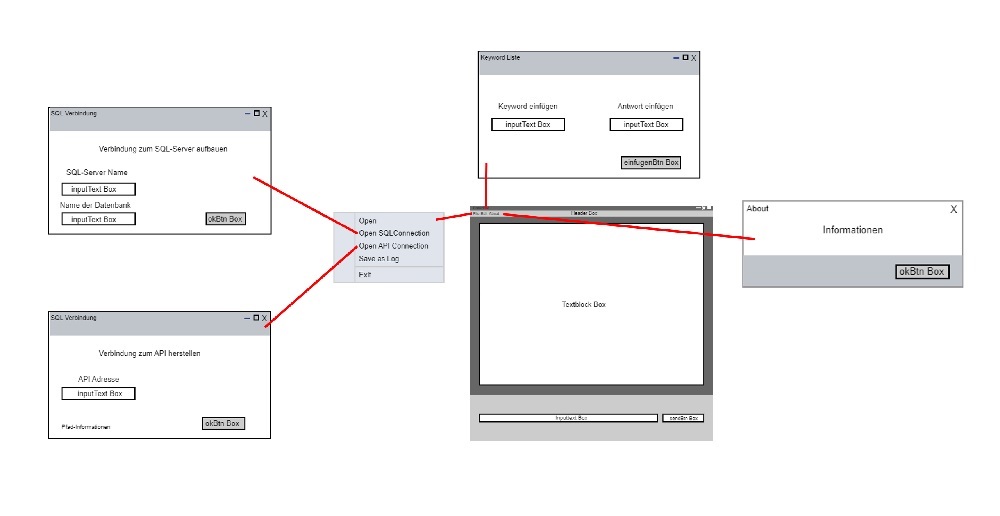 Keyword Liste
X
Keyword einfügen
Antwort einfügen
inputText Box
inputText Box
einfugenBtn Box
SQL Verbindung
X
Verbindung zum SQL-Server aufbauen
SQL-Server Name
inputText Box
Name der Datenbank
inputText Box
okBtn Box
Open
Open SQLConnection
Open API Connection
Save as Log
Exit
File Edit About
Header Box
Textblock Box
Inputtext Box
sendBtn Box
About
X
Informationen
okBtn Box
SQL Verbindung
X
Verbindung zum API herstellen
API Adresse
inputText Box
Pfad-Informationen
okBtn Box